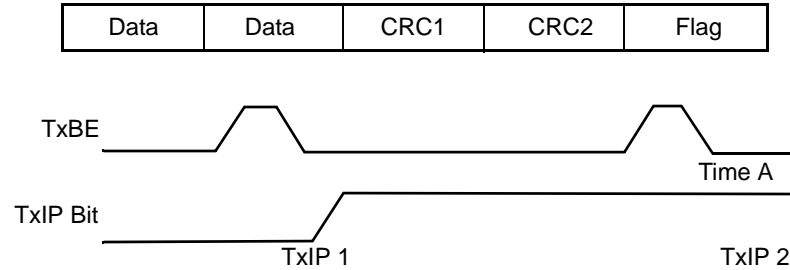 Data Data CRC1 CRC2 Flag
TxBE
Time A
TxIP Bit
TxIP 1 TxIP 2